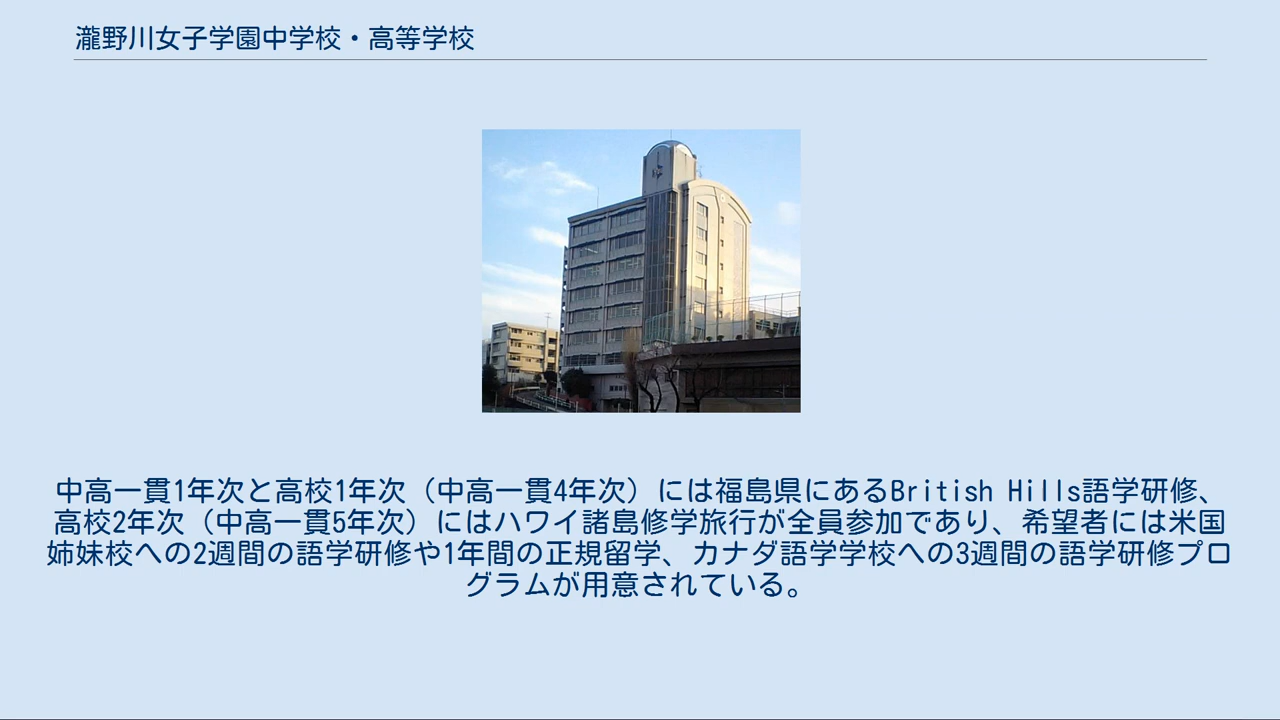 瀧野川女子学園中学校・高等学校
中高一貫1年次と高校1年次（中高一貫4年次）には福島県にあるBritish Hills語学研修、
高校2年次（中高一貫5年次）にはハワイ諸島修学旅行が全員参加であり、希望者には米国
姉妹校への2週間の語学研修や1年間の正規留学、カナダ語学学校への3週間の語学研修プロ
グラムが用意されている。